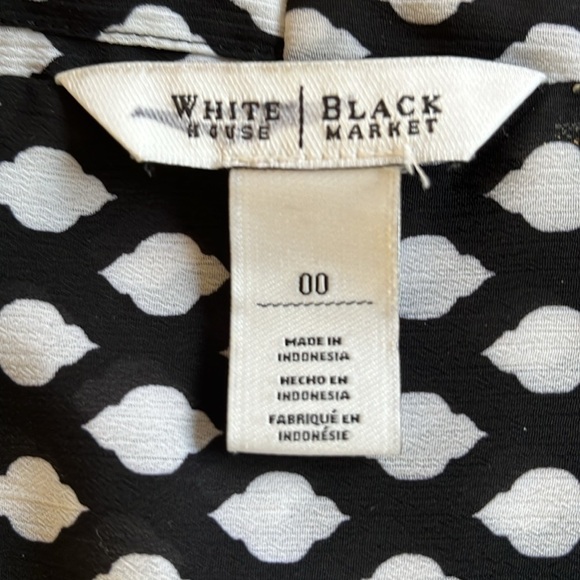 WHITE | BLACK
HOUSE | MARKET
00
MADE IN
INDONESIA
HECHO EN
INDONESIA
FABRIQUÉ EN
INDONÉSIE